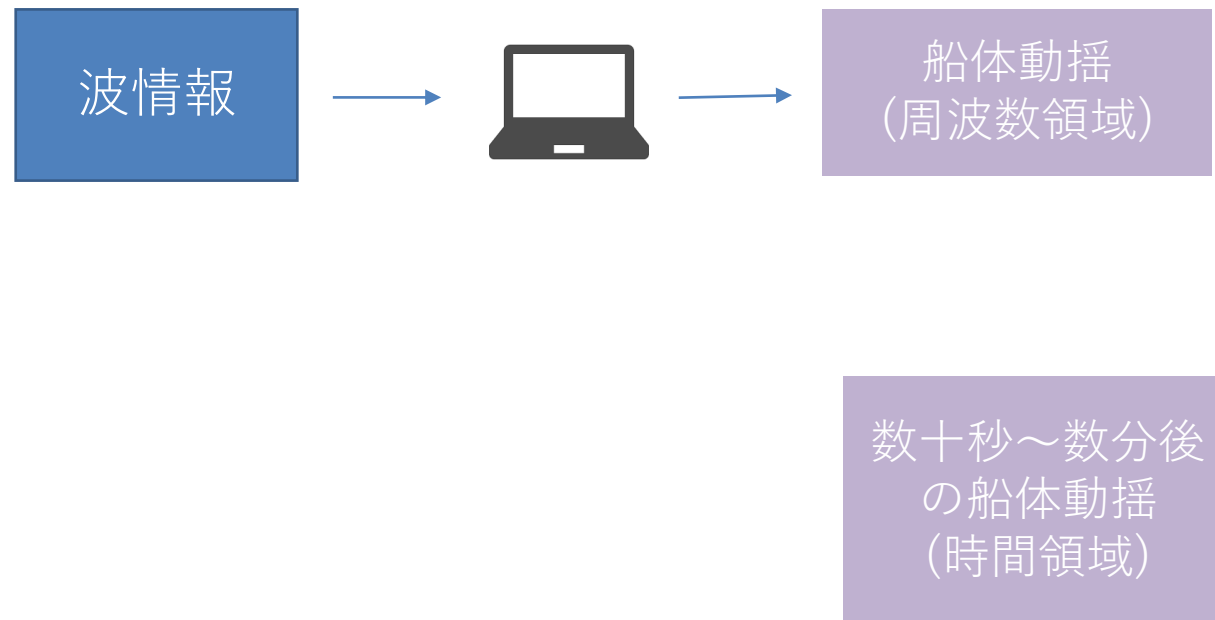 波情報
船体動揺
(周波数領域)
数十秒～数分後
の船体動揺
(時間領域)